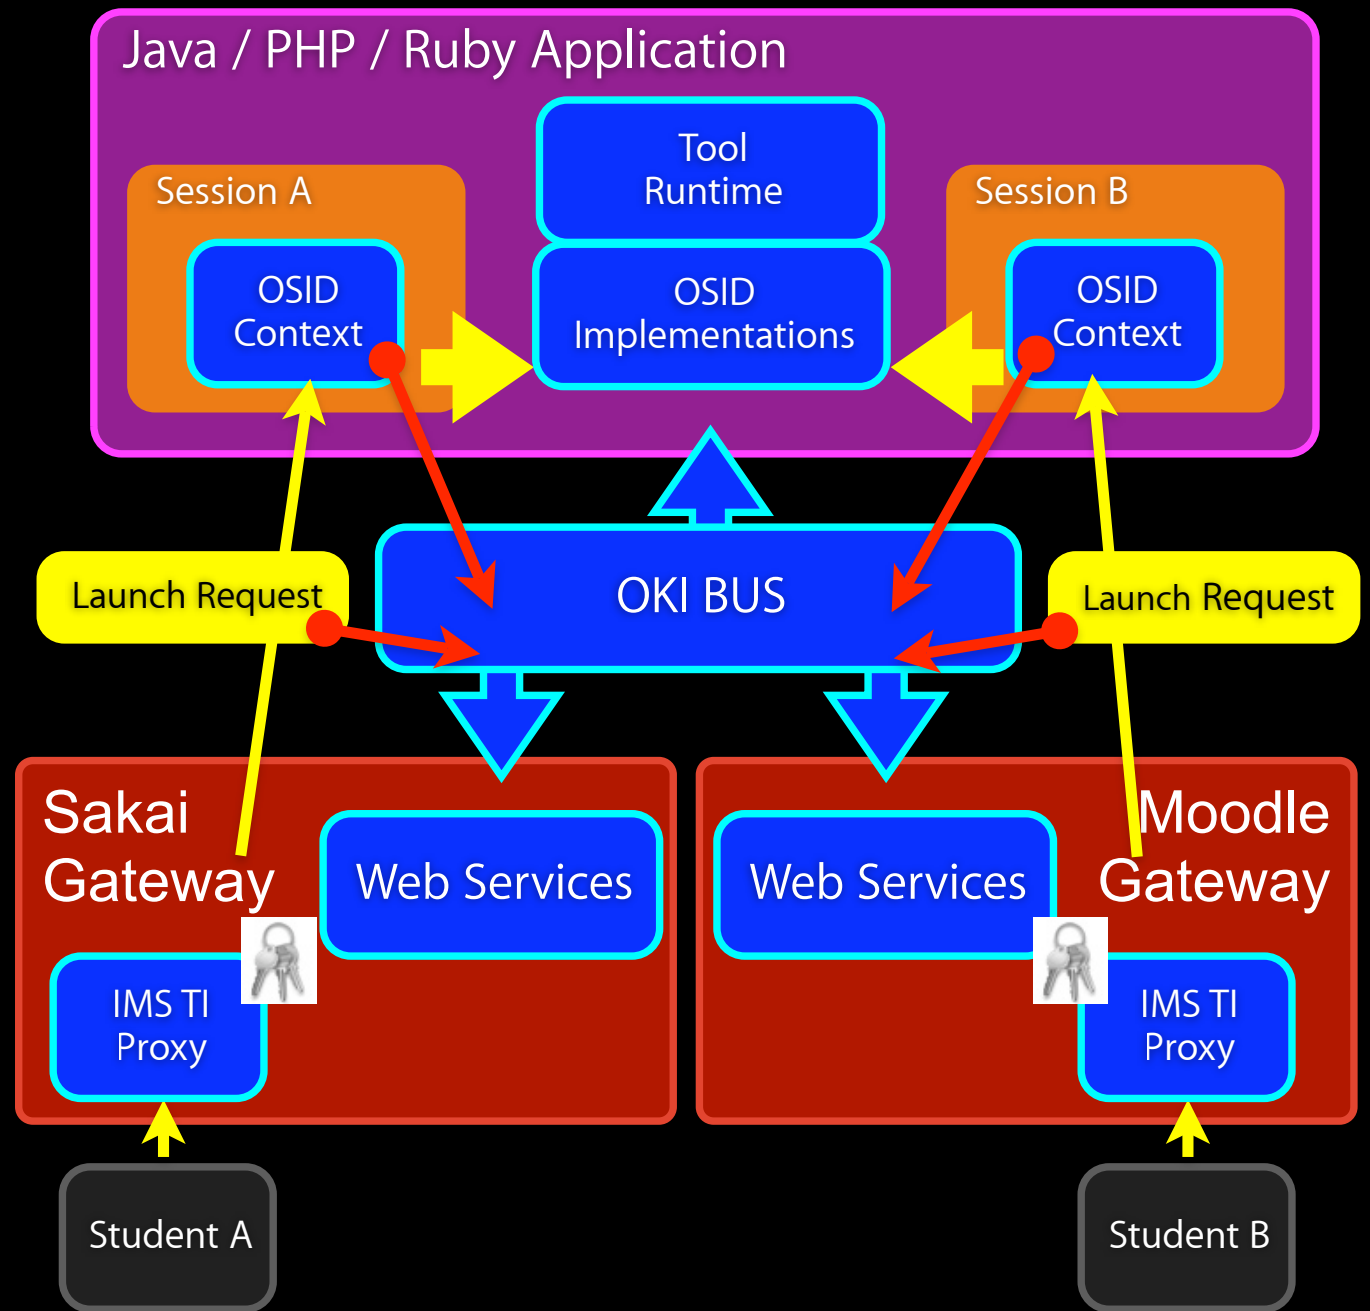 Java / PHP / Ruby Application
Tool
Runtime
Session A
Session B
OSID
Context
OSID
Implementations
OSID
Context
Launch Request
OKI BUS
Launch Request
Sakai
Gateway
Web Services
Web Services
Moodle
Gateway
IMS TI
Proxy
IMS TI
Proxy
Student A
Student B